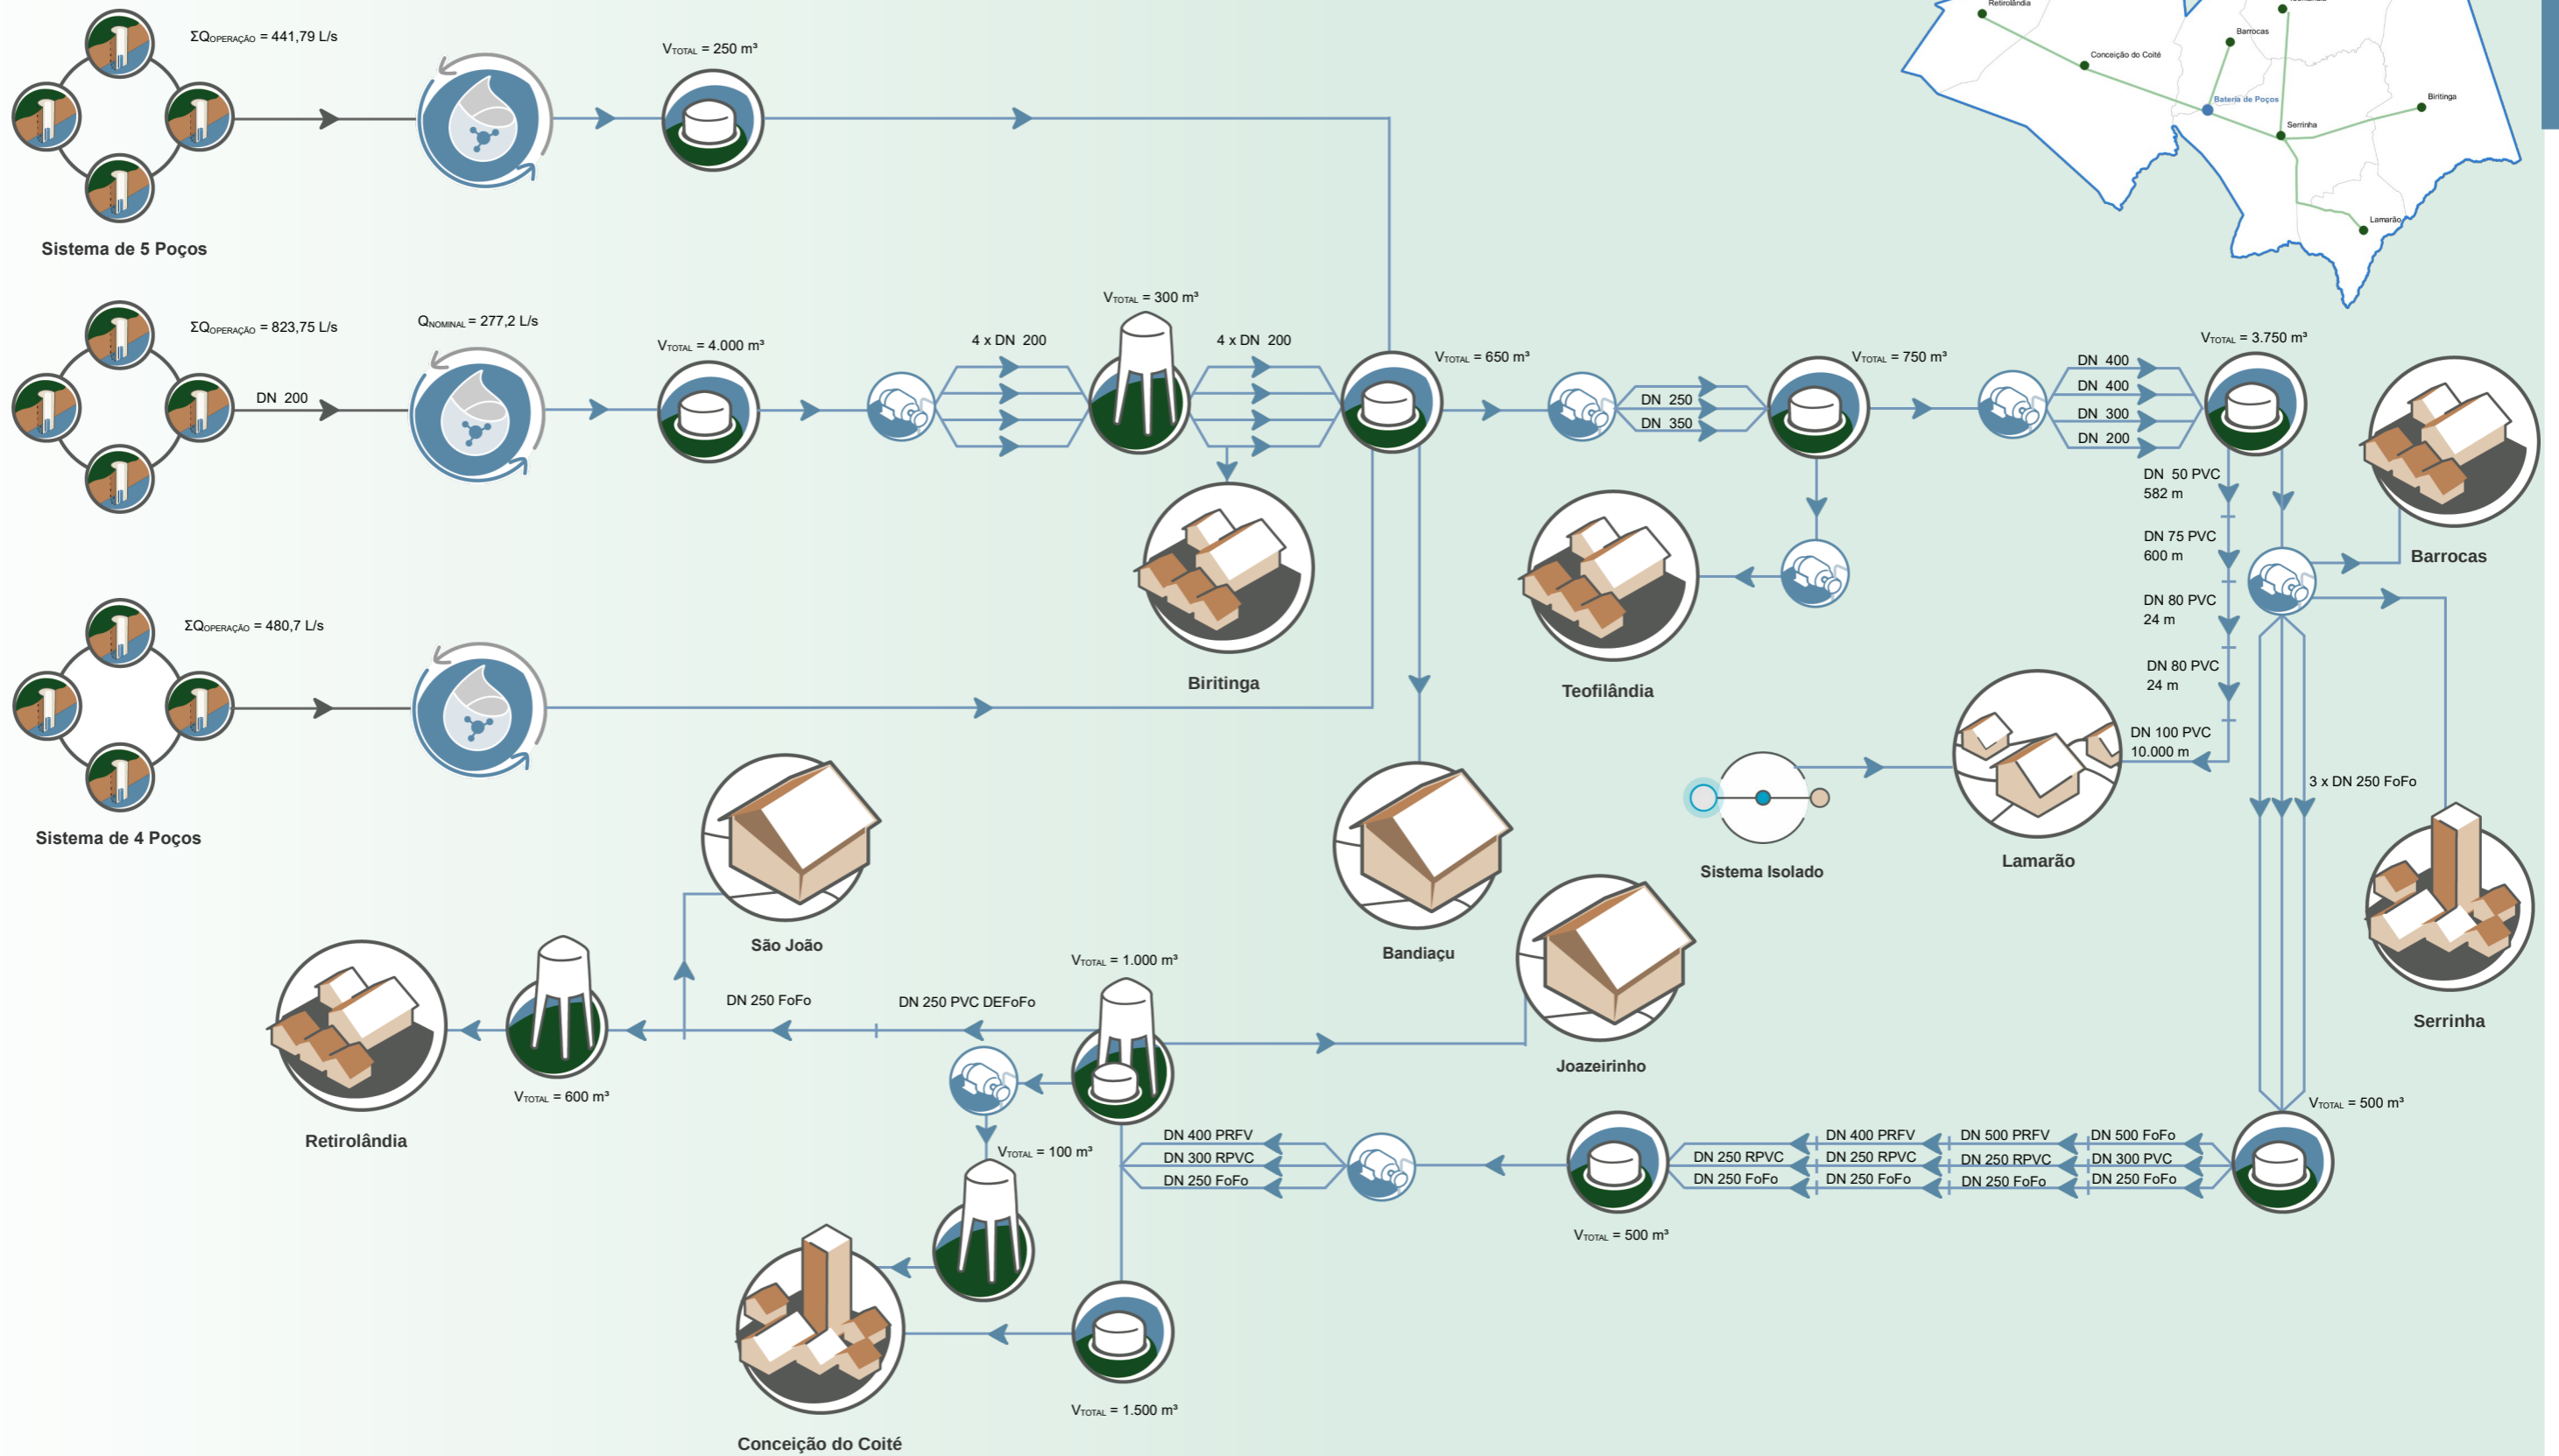 Retirolândia
Barrocas
Conceição do Coité
Bateria de Poços
Biritinga
Serrinha
Lamarão
ΣQOPERAÇÃO = 441,79 L/s
VTOTAL = 250 m³
Sistema de 5 Poços
ΣQOPERAÇÃO = 823,75 L/s
DN 200
QNOMINAL = 277,2 L/s
VTOTAL = 4.000 m³
4 x DN 200
VTOTAL = 300 m³
4 x DN 200
VTOTAL = 650 m³
DN 250
DN 350
VTOTAL = 750 m³
DN 400
DN 400
DN 300
DN 200
VTOTAL = 3.750 m³
Barrocas
DN 50 PVC
582 m
DN 75 PVC
600 m
DN 80 PVC
24 m
DN 80 PVC
24 m
DN 100 PVC
10.000 m
Biritinga
Teofilândia
ΣQOPERAÇÃO = 480,7 L/s
Sistema de 4 Poços
Sistema Isolado
Lamarão
3 x DN 250 FoFo
Serrinha
São João
Bandiaçu
Joazeirinho
VTOTAL = 1.000 m³
DN 250 FoFo
DN 250 PVC DEFoFo
VTOTAL = 600 m³
Retirolândia
VTOTAL = 100 m³
DN 400 PRFV
DN 300 RPVC
DN 250 FoFo
VTOTAL = 500 m³
DN 400 PRFV
DN 500 PRFV
DN 500 FoFo
DN 250 RPVC
DN 250 RPVC
DN 250 RPVC
DN 300 PVC
DN 250 FoFo
DN 250 FoFo
DN 250 FoFo
DN 250 FoFo
VTOTAL = 500 m³
VTOTAL = 1.500 m³
Conceição do Coité